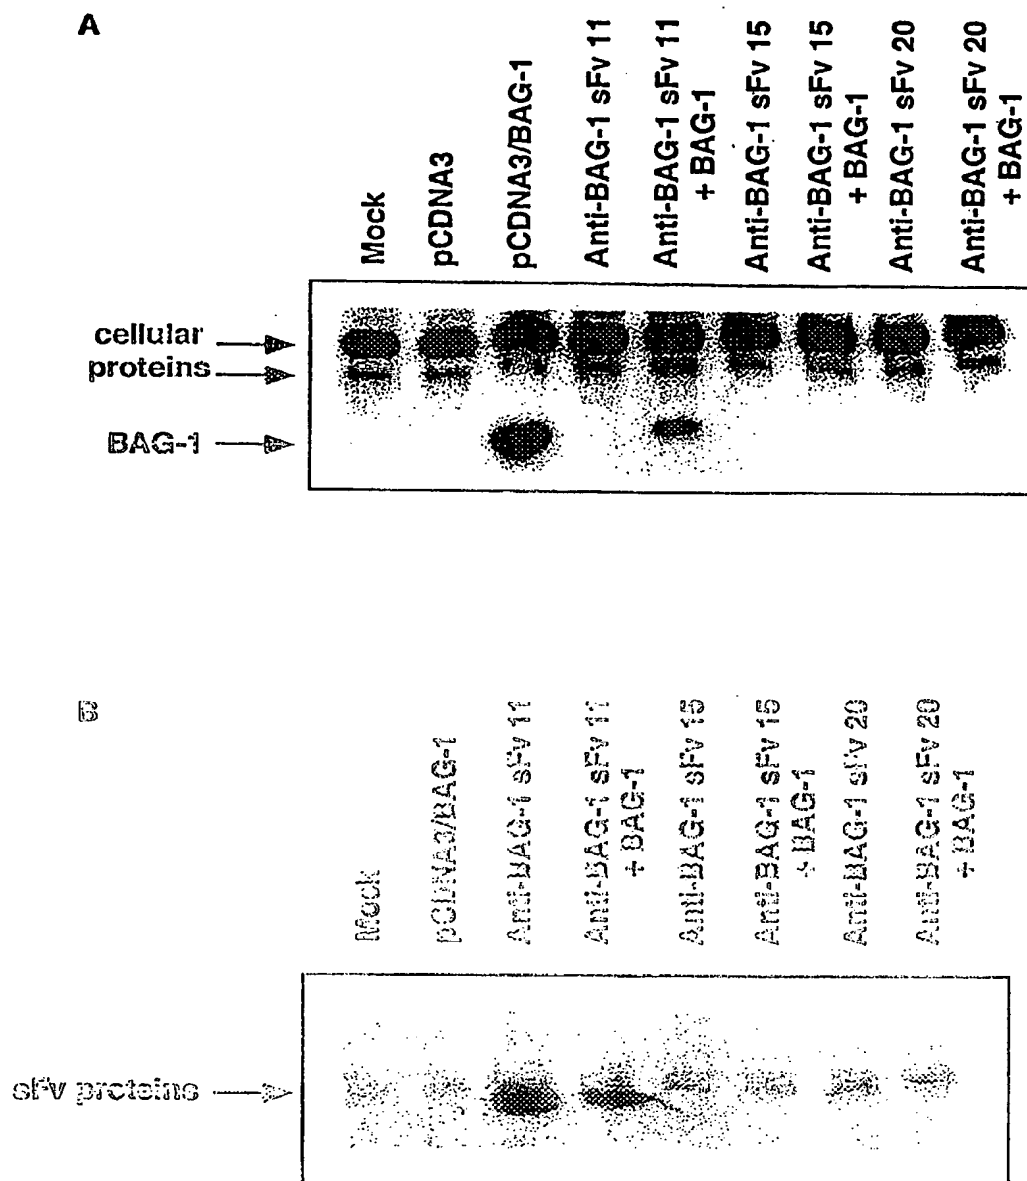 A
Mock
pCDNA3
pCDNA3/BAG-1
Anti-BAG-1 sFv 11
Anti-BAG-1 sFv 11
+ BAG-1
Anti-BAG-1 sFv 15
Anti-BAG-1 sFv 15
+ BAG-1
Anti-BAG-1 sFv 20
Anti-BAG-1 sFv 20
+ BAG-1
cellular
proteins
BAG-1
B
Mock
pCDNA3/BAG-1
Anti-BAG-1 sFv 11
Anti-BAG-1 sFv 11
+ BAG-1
Anti-BAG-1 sFv 15
Anti-BAG-1 sFv 15
+ BAG-1
Anti-BAG-1 sFv 20
Anti-BAG-1 sFv 20
+ BAG-1
sFv proteins